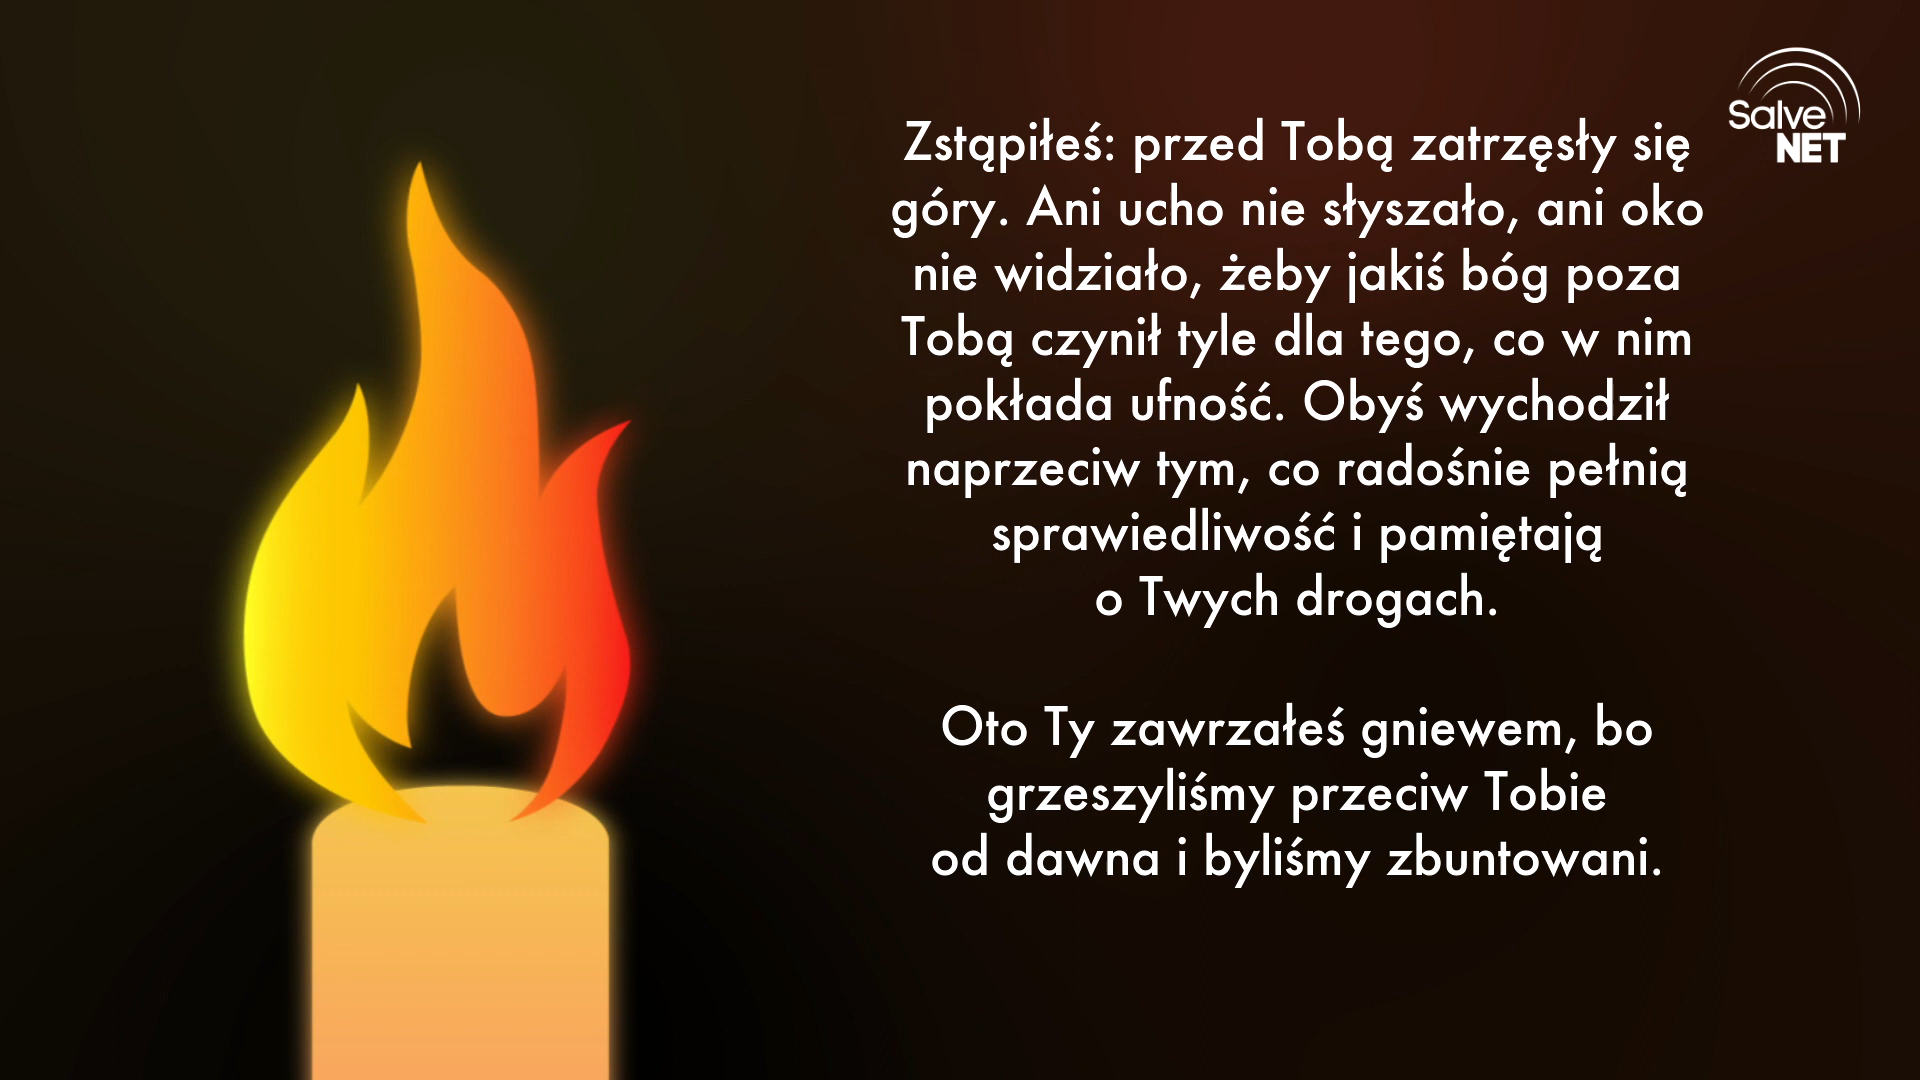 Salve
NET
Zstąpiłeś: przed Tobą zatrzęsły się
góry. Ani ucho nie słyszało, ani oko
nie widziało, żeby jakiś bóg poza
Tobą czynił tyle dla tego, co w nim
pokłada ufność. Obyś wychodził
naprzeciw tym, co radośnie pełnią
sprawiedliwość i pamiętają
o Twych drogach.
Oto Ty zawrzałeś gniewem, bo
grzeszyliśmy przeciw Tobie
od dawna i byliśmy zbuntowani.